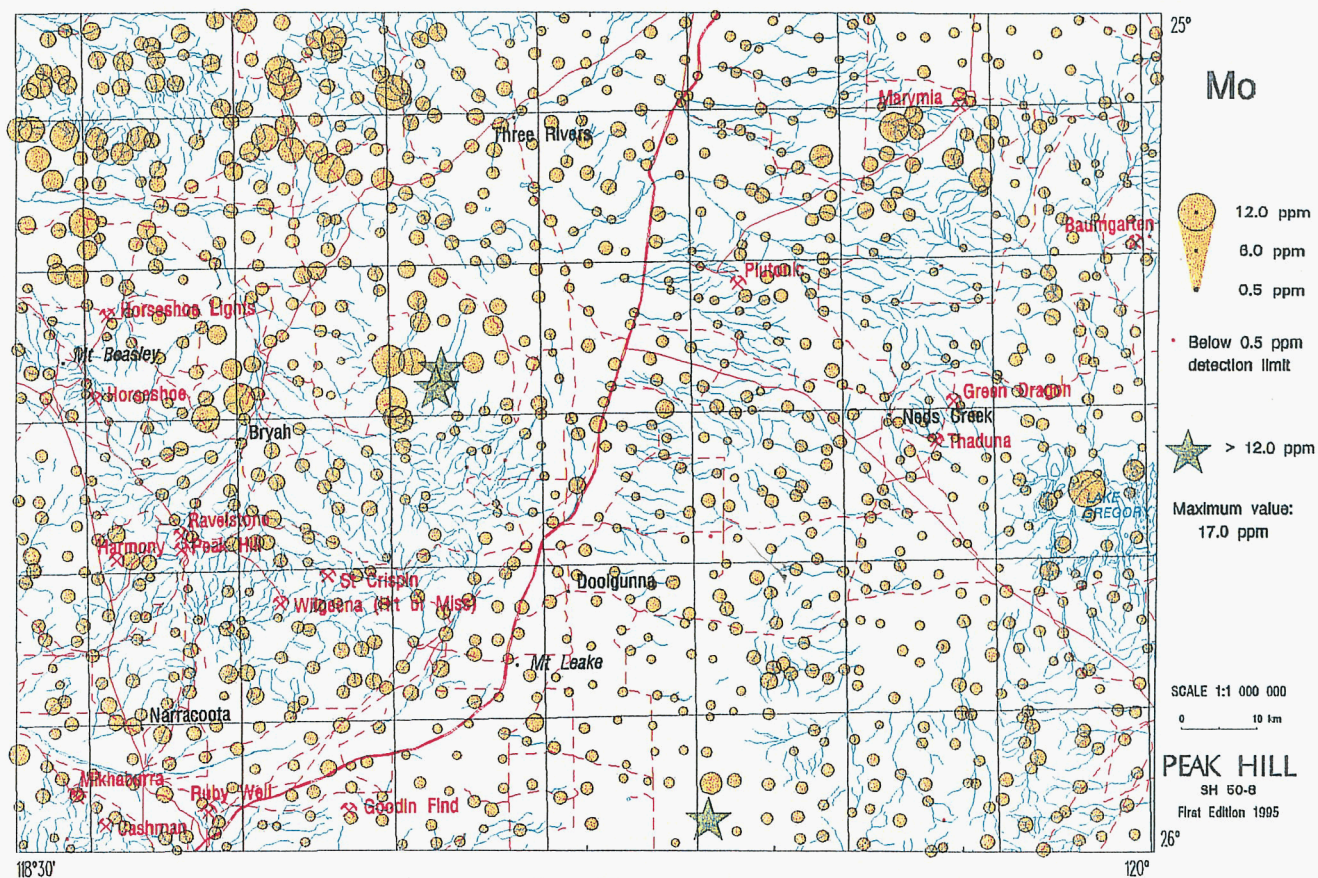 25°
Mo
Marymia
Three Rivers
12.0 ppm
Baumgarten
6.0 ppm
Plutonic
0.5 ppm
Horseshoe Lights
Below 0.5 ppm
detection limit
Mt Beasley
Horseshoe
Green Dragon
Neds Creek
Bryah
Thaduna
> 12.0 ppm
LAKE
GREGORY
Maximum value:
17.0 ppm
Ravelstone
Harmony
Peak Hill
St Crispin
Doolgunna
Wilgeena (Hit or Miss)
Mt Leake
SCALE 1:1 000 000
0 10 km
Narracoota
PEAK HILL
SH 50-8
First Edition 1995
Mikhaburra
Ruby Well
Goodin Find
Cashman
26°
118°30'
120°